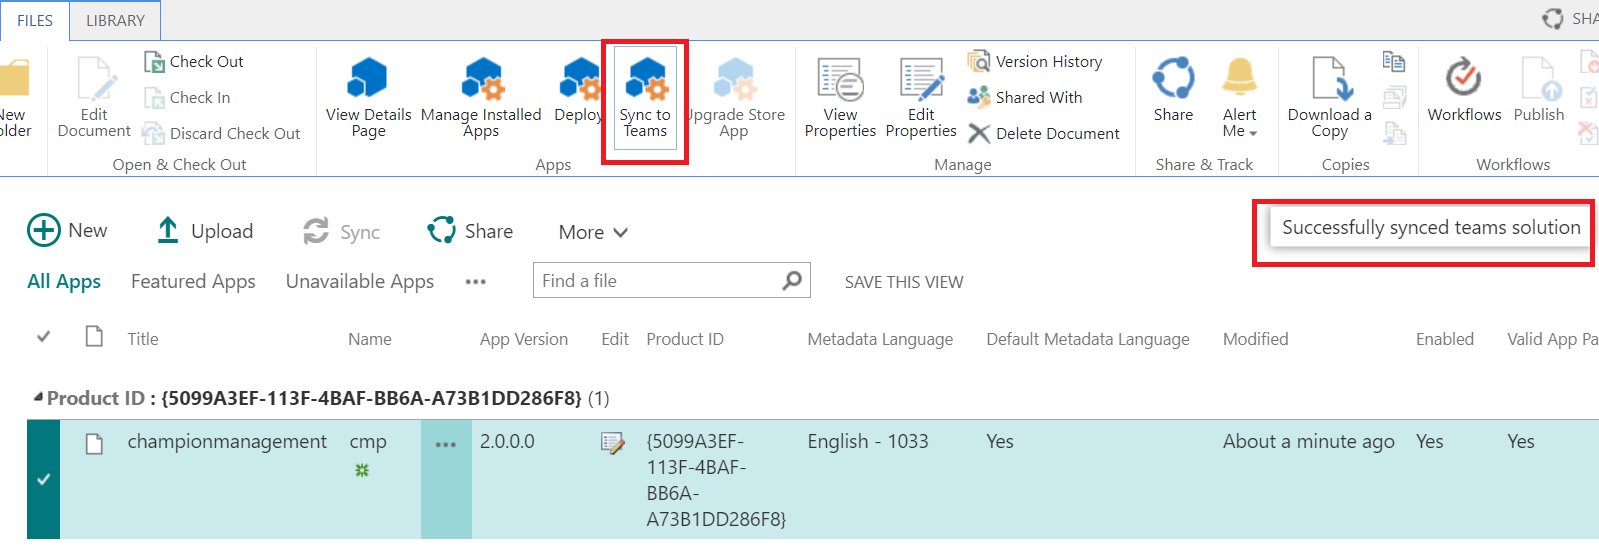 FILES LIBRARY SHA
New
older
Edit
Document
Check Out
Check In
Discard Check Out
Open & Check Out
View Details
Page
Manage Installed
Apps
Deploy
Sync to
Teams
Upgrade Store
App
Apps
View
Properties
Edit
Properties
Version History
Shared With
Delete Document
Manage
Share
Alert
Me
Share & Track
Download a
Copy
Copies
Workflows
Publish
Workflows
New Upload Sync Share More
Successfully synced teams solution
All Apps Featured Apps Unavailable Apps ••• Find a file SAVE THIS VIEW
Title Name App Version Edit Product ID Metadata Language Default Metadata Language Modified Enabled Valid App Pa
Product ID : {5099A3EF-113F-4BAF-BB6A-A73B1DD286F8} (1)
championmanagement cmp ••• 2.0.0.0 {5099A3EF- English - 1033 Yes About a minute ago Yes Yes
113F-4BAF-
BB6A-
A73B1DD286F8}